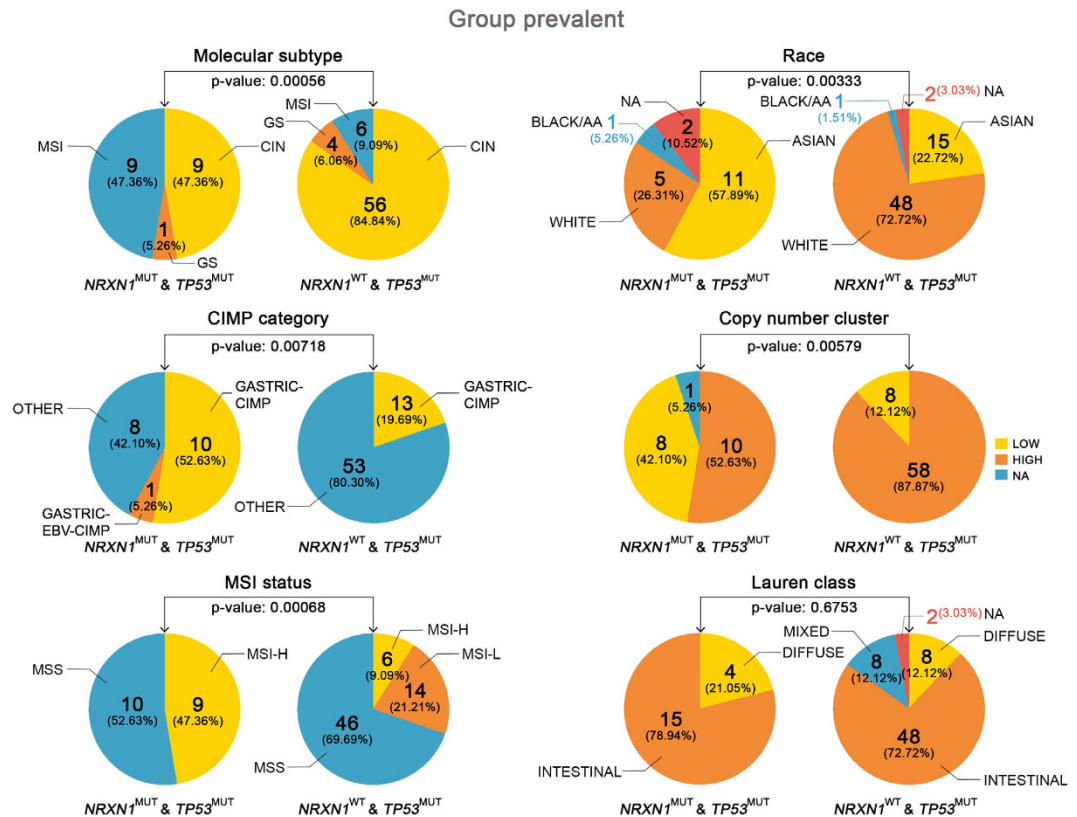 Group prevalent
Molecular subtype
p-value: 0.00056
MSI
9
(47.36%)
9
(47.36%)
CIN
1
(5.26%)
GS
NRXN1MUT & TP53MUT
MSI
6
(9.09%)
GS
4
(6.06%)
CIN
56
(84.84%)
NRXN1WT & TP53MUT
Race
p-value: 0.00333
NA
2
(10.52%)
BLACK/AA 1
(5.26%)
ASIAN
11
(57.89%)
5
(26.31%)
WHITE
NRXN1MUT & TP53MUT
2(3.03%) NA
BLACK/AA 1
(1.51%)
ASIAN
15
(22.72%)
48
(72.72%)
WHITE
NRXN1WT & TP53MUT
CIMP category
p-value: 0.00718
GASTRIC-
CIMP
OTHER
8
(42.10%)
10
(52.63%)
1
(5.26%)
GASTRIC-
EBV-CIMP
NRXN1MUT & TP53MUT
13
(19.69%)
GASTRIC-
CIMP
53
(80.30%)
OTHER
NRXN1WT & TP53MUT
Copy number cluster
p-value: 0.00579
1
(5.26%)
8
(42.10%)
10
(52.63%)
NRXN1MUT & TP53MUT
8
(12.12%)
58
(87.87%)
NRXN1WT & TP53MUT
LOW
HIGH
NA
MSI status
p-value: 0.00068
MSS
MSI-H
10
(52.63%)
9
(47.36%)
NRXN1MUT & TP53MUT
MSI-H
6
(9.09%)
MSI-L
14
(21.21%)
46
(69.69%)
MSS
NRXN1WT & TP53MUT
Lauren class
p-value: 0.6753
DIFFUSE
4
(21.05%)
15
(78.94%)
INTESTINAL
NRXN1MUT & TP53MUT
2(3.03%) NA
MIXED
8
(12.12%)
DIFFUSE
8
(12.12%)
48
(72.72%)
INTESTINAL
NRXN1WT & TP53MUT